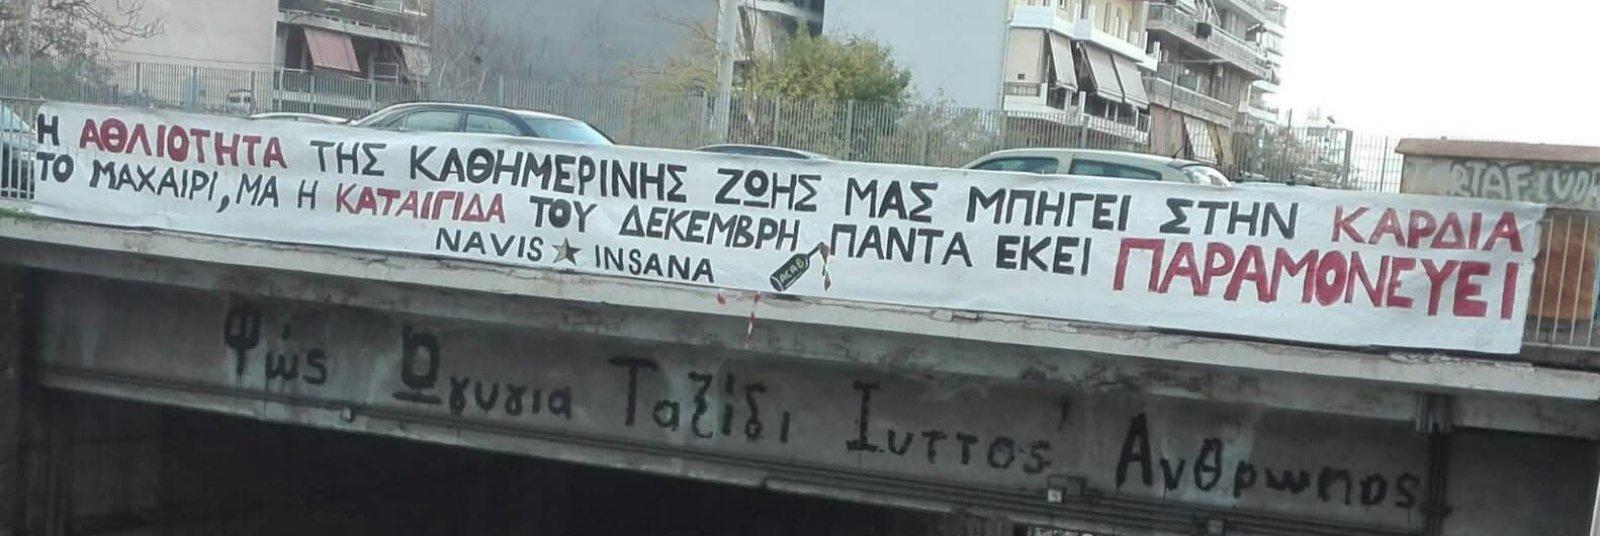 Η ΑΘΛΙΟΤΗΤΑ ΤΗΣ ΚΑΘΗΜΕΡΙΝΗΣ ΖΩΗΣ ΜΑΣ ΜΠΗΓΕΙ ΣΤΗΝ ΚΑΡΔΙΑ
ΤΟ ΜΑΧΑΙΡΙ, ΜΑ Η ΚΑΤΑΙΓΙΔΑ ΤΟΥ ΔΕΚΕΜΒΡΗ ΠΑΝΤΑ ΕΚΕΙ ΠΑΡΑΜΟΝΕΥΕΙ
NAVIS ★ INSANA
ACAB
Φώς Ωγυγια Ταξίδι Ιυττος Ανθρωπος